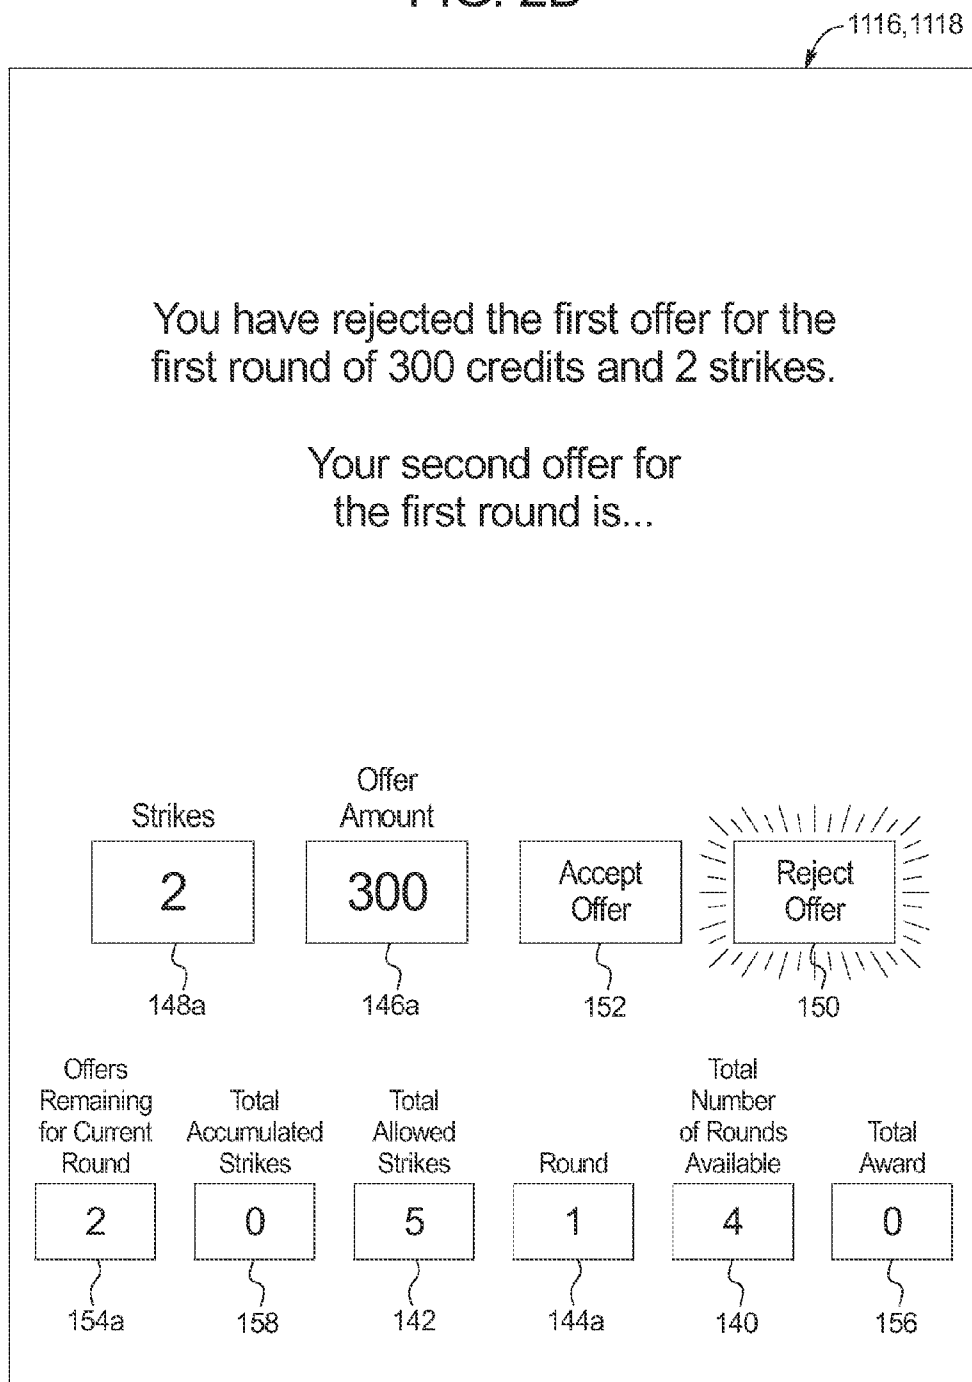 FIG. 2B
1116,1118
You have rejected the first offer for the
first round of 300 credits and 2 strikes.
Your second offer for
the first round is...
Strikes
Offer
Amount
2
300
Accept
Offer
Reject
Offer
148a
146a
152
150
Offers
Remaining
for Current
Round
Total
Accumulated
Strikes
Total
Allowed
Strikes
Round
Total
Number
of Rounds
Available
Total
Award
2
0
5
1
4
0
154a
158
142
144a
140
156